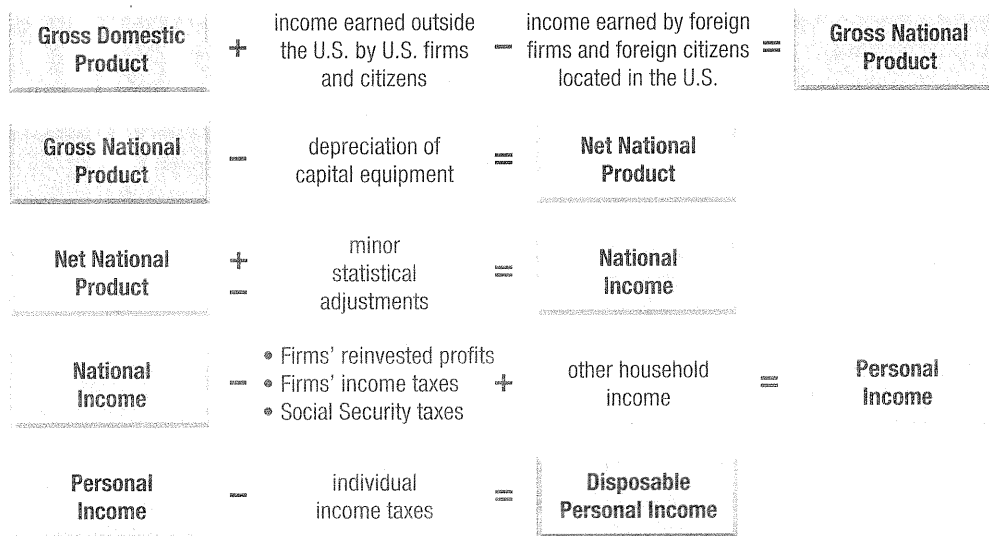 Gross Domestic
Product
+
income earned outside
the U.S. by U.S. firms
and citizens
–
income earned by foreign
firms and foreign citizens
located in the U.S.
=
Gross National
Product
Gross National
Product
–
depreciation of
capital equipment
=
Net National
Product
Net National
Product
+
–
minor
statistical
adjustments
=
National
Income
National
Income
–
• Firms' reinvested profits
• Firms' income taxes
• Social Security taxes
+
other household
income
=
Personal
Income
Personal
Income
–
individual
income taxes
=
Disposable
Personal Income